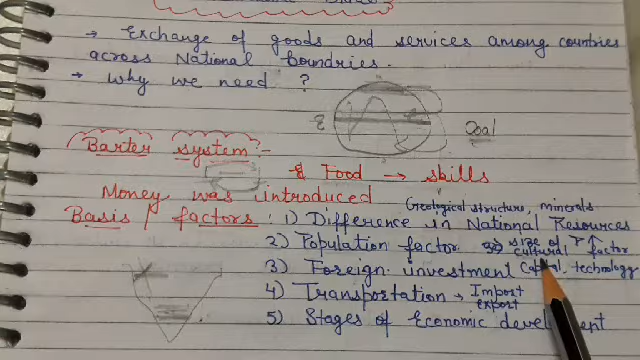 → Exchange of goods and services among countries
across National boundries.
→ Why we need ?
Barter system :-
Food → skills
Money was introduced
Geological structure, minerals
Basis / factors : 1) Difference in National Resources
2) Population factor size of P ↑
cultural factor
3) Foreign investment technology
4) Transportation → Import
export
5) Stages of Economic development